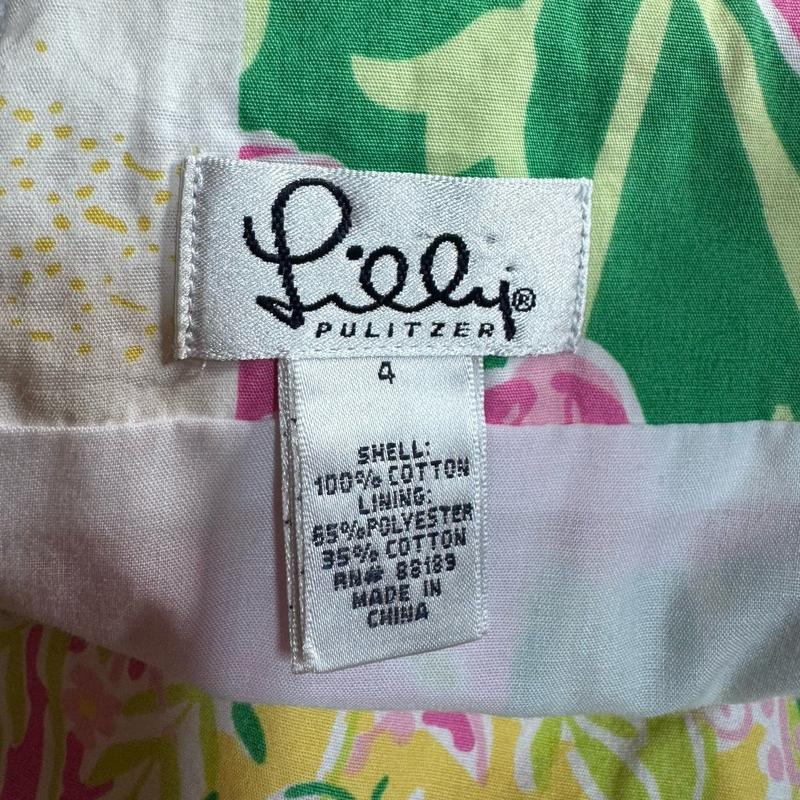 Lilly®
PULITZER
4
SHELL:
100% COTTON
LINING:
65%POLYESTER
35% COTTON
RN# 88189
MADE IN
CHINA